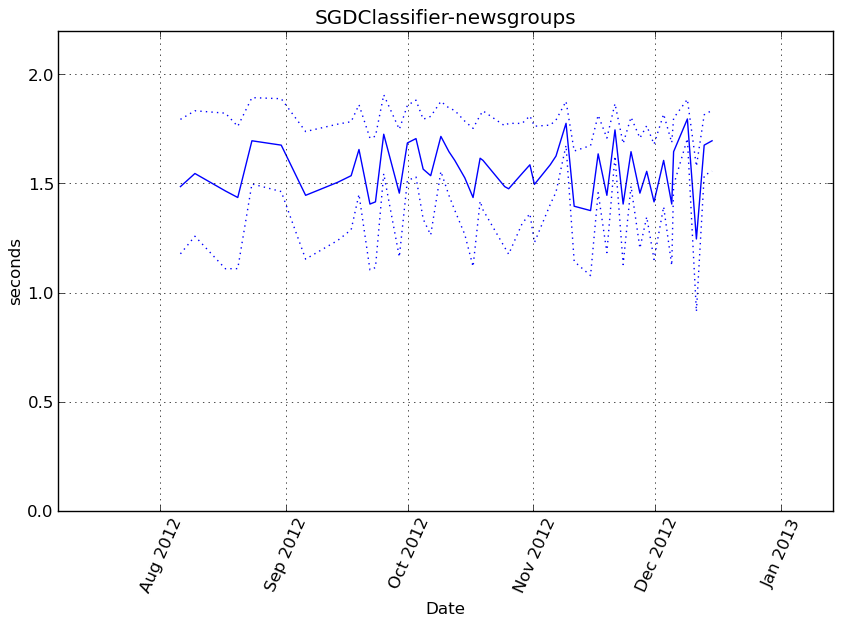 SGDClassifier-newsgroups
2.0
1.5
1.0
0.5
0.0
seconds
Aug 2012
Sep 2012
Oct 2012
Nov 2012
Dec 2012
Jan 2013
Date